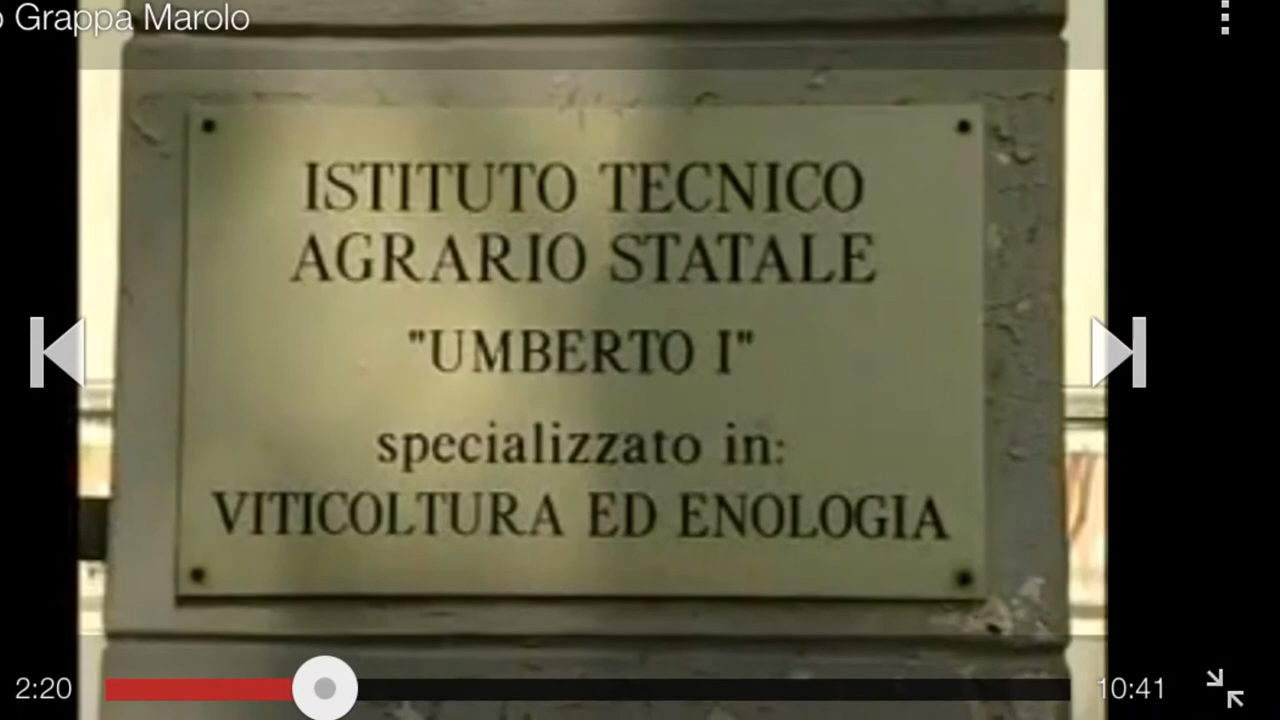 Grappa Marolo
ISTITUTO TECNICO
AGRARIO STATALE
"UMBERTO I"
specializzato in:
VITICOLTURA ED ENOLOGIA
2:20
10:41